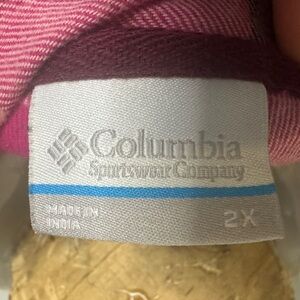 Columbia
Sportswear Company
MADE IN
INDIA
2X